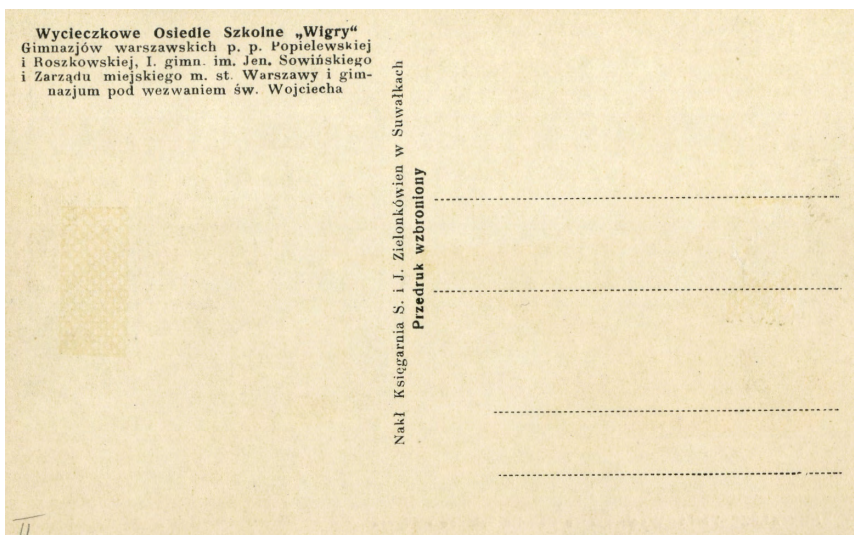 Wycieczkowe Osiedle Szkolne „Wigry“
Gimnazjów warszawskich p. p. Popielewskiej
i Roszkowskiej, I. gimn. im. Jen. Sowińskiego
i Zarządu miejskiego m. st. Warszawy i gim-
nazjum pod wezwaniem św. Wojciecha
Nakł Księgarnia S. i J. Zielonkówien w Suwałkach
Przedruk wzbroniony
II